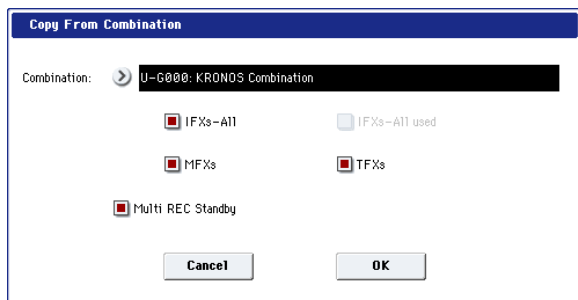 Copy From Combination
Combination: U-G000: KRONOS Combination
IFXs-All IFXs-All used
MFXs TFXs
Multi REC Standby
Cancel OK